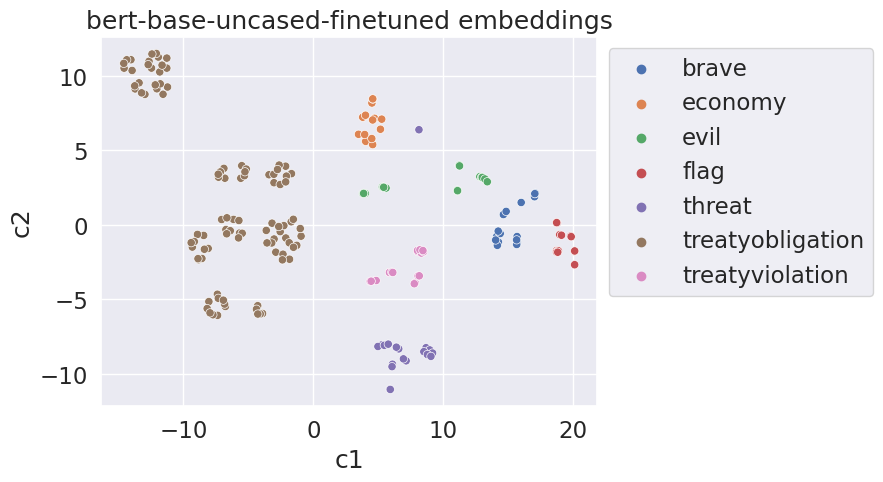 bert-base-uncased-finetuned embeddings
10
5
0
−5
−10
c2
−10
0
10
20
c1
brave
economy
evil
flag
threat
treatyobligation
treatyviolation